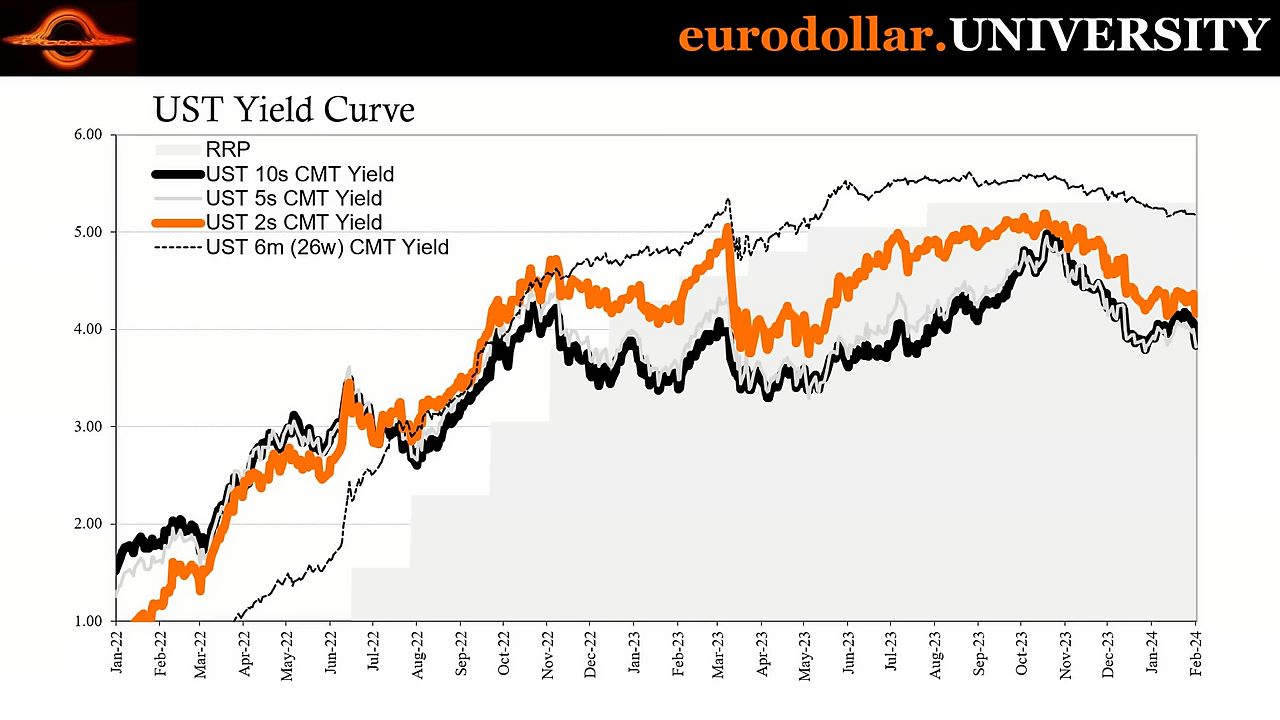 eurodollar.UNIVERSITY
UST Yield Curve
RRP
UST 10s CMT Yield
UST 5s CMT Yield
UST 2s CMT Yield
UST 6m (26w) CMT Yield
6.00
5.00
4.00
3.00
2.00
1.00
Jan-22
Feb-22
Mar-22
Apr-22
May-22
Jun-22
Jul-22
Aug-22
Sep-22
Oct-22
Nov-22
Dec-22
Jan-23
Feb-23
Mar-23
Apr-23
May-23
Jun-23
Jul-23
Aug-23
Sep-23
Oct-23
Nov-23
Dec-23
Jan-24
Feb-24